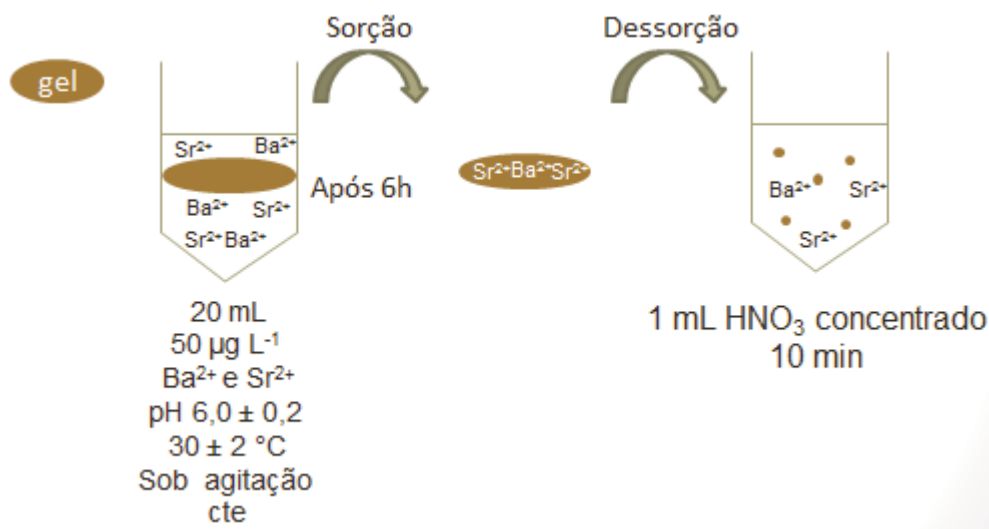 Sorção
Dessorção
gel
Sr²⁺ Ba²⁺
Após 6h
Ba²⁺ Sr²⁺
Sr²⁺Ba²⁺
Sr²⁺Ba²⁺Sr²⁺
Ba²⁺ Sr²⁺
Sr²⁺
20 mL
50 µg L⁻¹
Ba²⁺ e Sr²⁺
pH 6,0 ± 0,2
30 ± 2 °C
Sob agitação
cte
1 mL HNO₃ concentrado
10 min